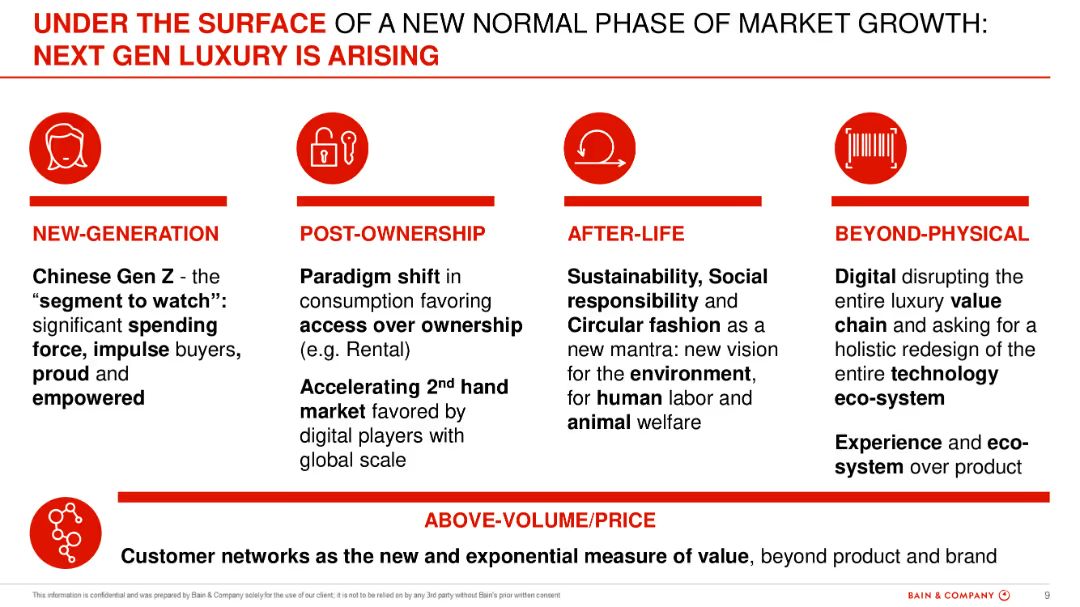 UNDER THE SURFACE OF A NEW NORMAL PHASE OF MARKET GROWTH:
NEXT GEN LUXURY IS ARISING
NEW-GENERATION
Chinese Gen Z - the
“segment to watch”:
significant spending
force, impulse buyers,
proud and
empowered
POST-OWNERSHIP
Paradigm shift in
consumption favoring
access over ownership
(e.g. Rental)
Accelerating 2nd hand
market favored by
digital players with
global scale
AFTER-LIFE
Sustainability, Social
responsibility and
Circular fashion as a
new mantra: new vision
for the environment,
for human labor and
animal welfare
BEYOND-PHYSICAL
Digital disrupting the
entire luxury value
chain and asking for a
holistic redesign of the
entire technology
eco-system
Experience and eco-
system over product
ABOVE-VOLUME/PRICE
Customer networks as the new and exponential measure of value, beyond product and brand
This information is confidential and was prepared by Bain & Company solely for the use of our client; it is not to be relied on by any 3rd party without Bain's prior written consent
BAIN & COMPANY
9